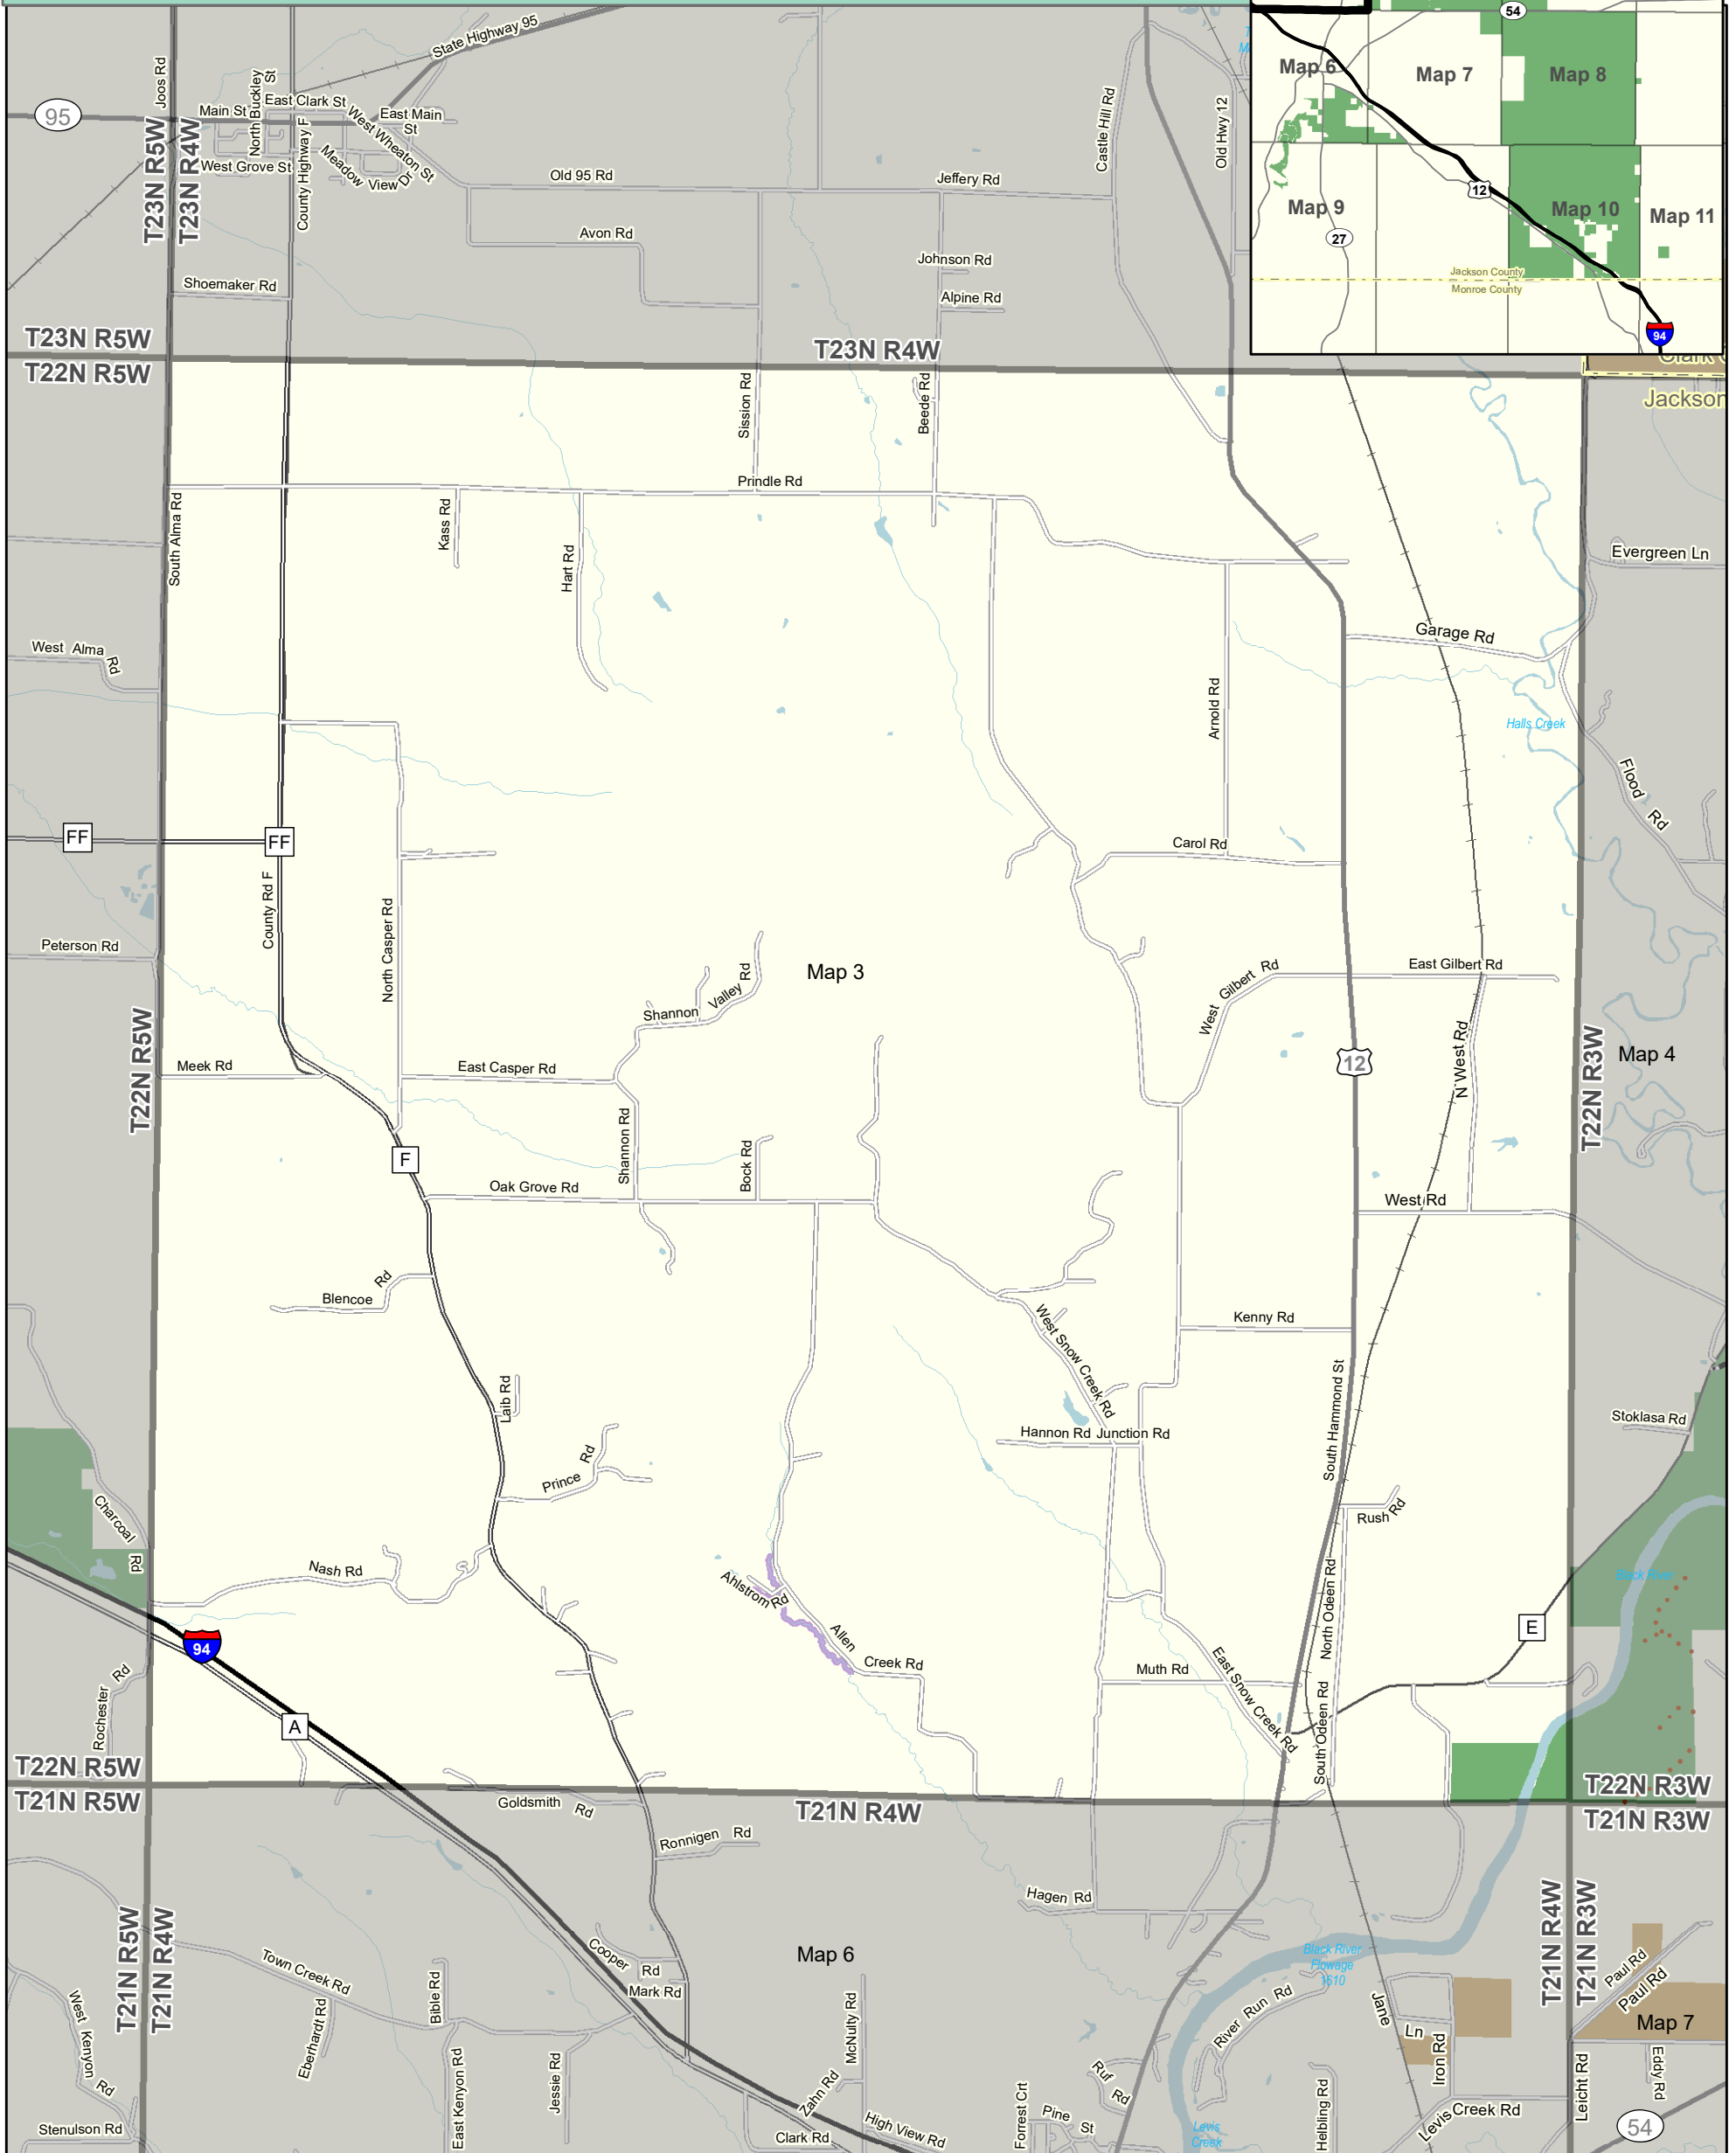 54
Map 6
Map 7
Map 8
12
Map 9
Map 10
Map 11
27
Jackson County
Monroe County
94
State Highway 95
95
Joos Rd
North Buckley St
East Clark St
Main St
East Main St
West Wheaton St
West Grove St
Meadow View Dr
County Highway F
Castle Hill Rd
Old Hwy 12
Old 95 Rd
Jeffery Rd
T23N R5W
T23N R4W
Avon Rd
Johnson Rd
Shoemaker Rd
Alpine Rd
T23N R5W
T22N R5W
T23N R4W
Jackson
Sission Rd
Beede Rd
Prindle Rd
South Alma Rd
Kass Rd
Hart Rd
Evergreen Ln
West Alma Rd
Garage Rd
Arnold Rd
Halls Creek
Flood Rd
FF
FF
Carol Rd
County Rd F
North Casper Rd
Peterson Rd
Map 3
West Gilbert Rd
East Gilbert Rd
Shannon Valley Rd
T22N R5W
Meek Rd
East Casper Rd
12
N West Rd
T22N R3W
Map 4
Shannon Rd
Bock Rd
F
Oak Grove Rd
West Rd
Blencoe Rd
West Snow Creek Rd
Kenny Rd
Laib Rd
South Hammond St
Stoklasa Rd
Hannon Rd
Junction Rd
Prince Rd
Charcoal Rd
Rush Rd
Nash Rd
Ahlstrom Rd
North Odeen Rd
Black River
94
Allen Creek Rd
E
Muth Rd
East Snow Creek Rd
Rochester Rd
A
South Odeen Rd
T22N R5W
T21N R5W
Goldsmith Rd
T21N R4W
T22N R3W
T21N R3W
Ronnigen Rd
Hagen Rd
T21N R5W
T21N R4W
T21N R4W
T21N R3W
Cooper Rd
Map 6
Black River
Flowage
1610
Town Creek Rd
Mark Rd
Paul Rd
Paul Rd
West Kenyon Rd
Eberhardt Rd
Bible Rd
McNulty Rd
River Run Rd
Jane Ln
Map 7
East Kenyon Rd
Jessie Rd
Zahn Rd
Ruf Rd
Iron Rd
Leicht Rd
Eddy Rd
Stenulson Rd
Clark Rd
High View Rd
Forrest Crt
Pine St
Levis
Creek
Helbling Rd
Levis Creek Rd
54